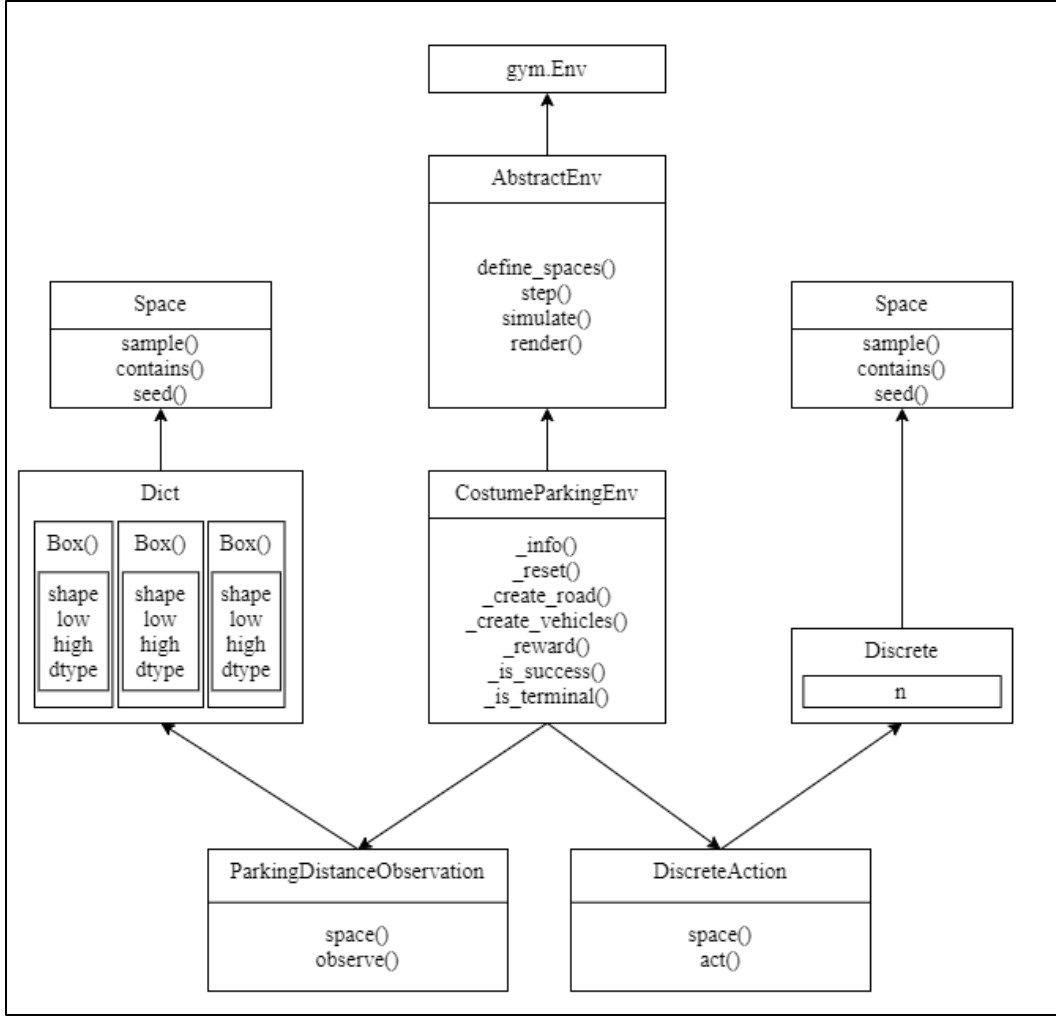 gym.Env
AbstractEnv
define_spaces()
step()
simulate()
render()
Space
sample()
contains()
seed()
Space
sample()
contains()
seed()
Dict
Box()
shape
low
high
dtype
Box()
shape
low
high
dtype
Box()
shape
low
high
dtype
CostumeParkingEnv
_info()
_reset()
_create_road()
_create_vehicles()
_reward()
_is_success()
_is_terminal()
Discrete
n
ParkingDistanceObservation
space()
observe()
DiscreteAction
space()
act()